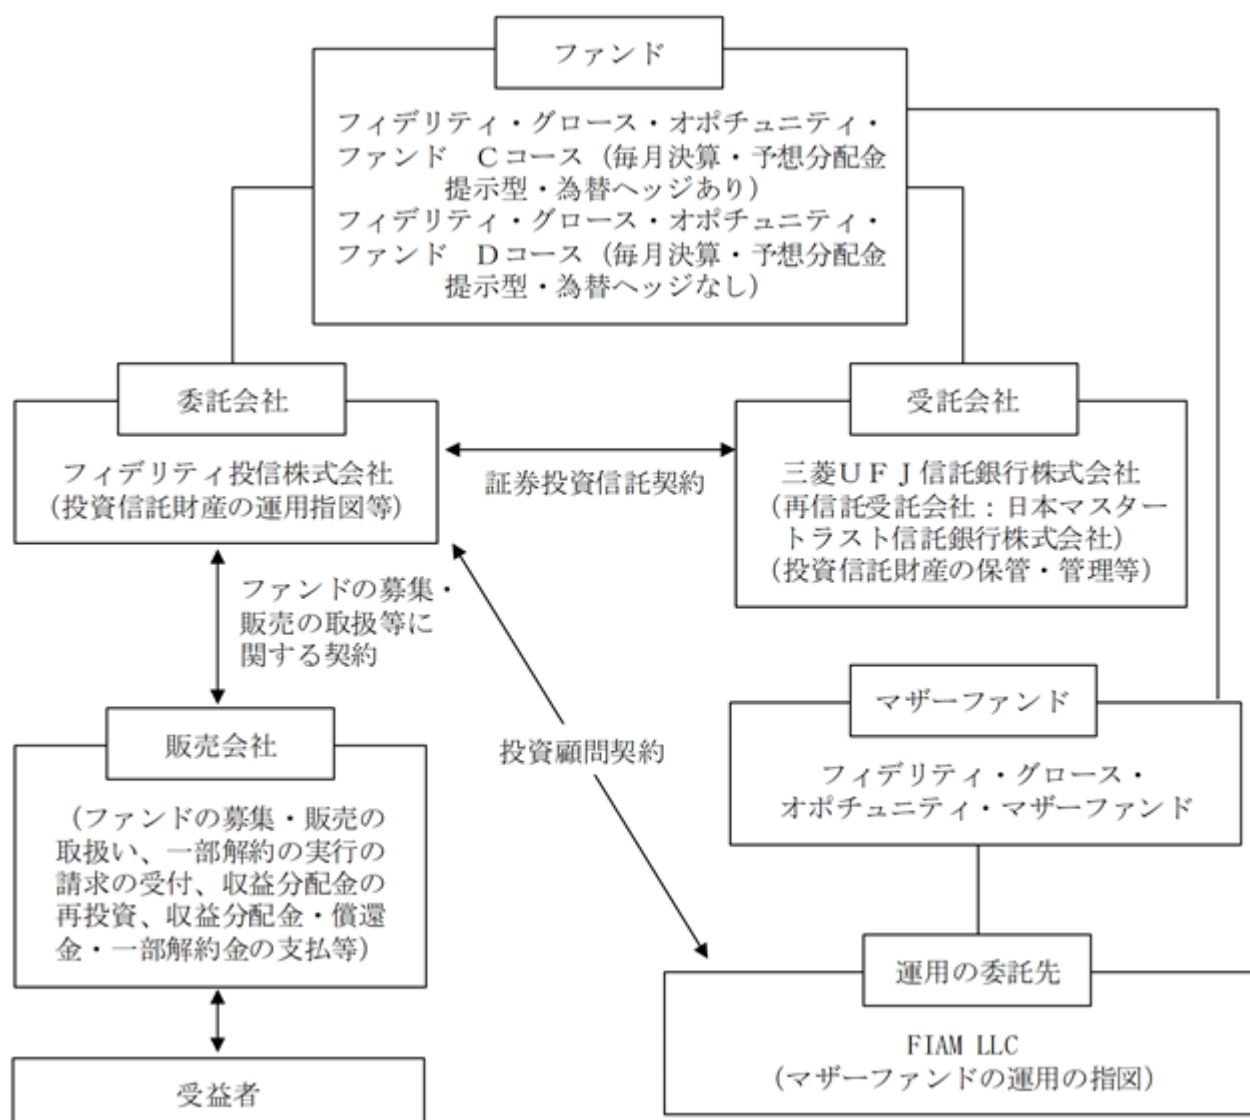 ファンド
フィデリティ・グロース・オポチュニティ・
ファンド　Ｃコース（毎月決算・予想分配金
提示型・為替ヘッジあり）
フィデリティ・グロース・オポチュニティ・
ファンド　Ｄコース（毎月決算・予想分配金
提示型・為替ヘッジなし）
委託会社
フィデリティ投信株式会社
（投資信託財産の運用指図等）
証券投資信託契約
受託会社
三菱ＵＦＪ信託銀行株式会社
（再信託受託会社：日本マスター
トラスト信託銀行株式会社）
（投資信託財産の保管・管理等）
ファンドの募集・
販売の取扱等に
関する契約
投資顧問契約
マザーファンド
フィデリティ・グロース・
オポチュニティ・マザーファンド
販売会社
（ファンドの募集・販売の
取扱い、一部解約の実行の
請求の受付、収益分配金の
再投資、収益分配金・償還
金・一部解約金の支払等）
運用の委託先
FIAM LLC
（マザーファンドの運用の指図）
受益者